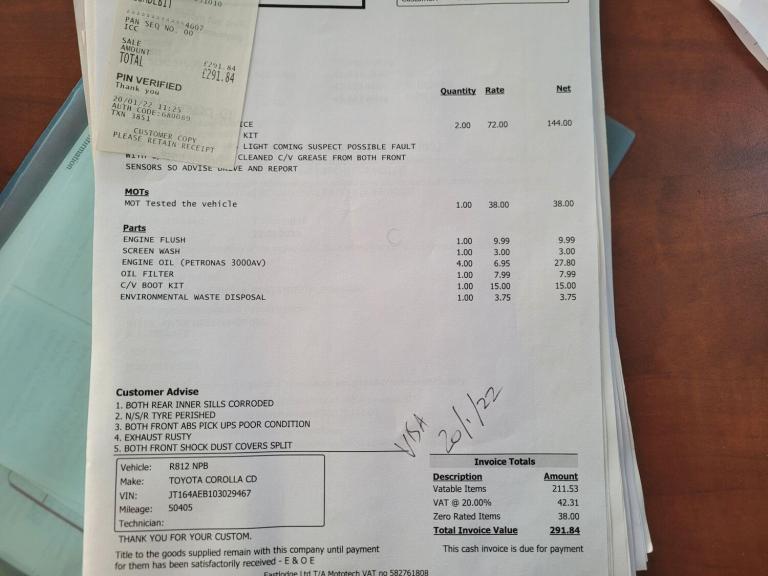 ***********4607
PAN SEQ NO. 00
ICC
SALE
AMOUNT £291.84
TOTAL £291.84
PIN VERIFIED
Thank you
20/01/22 11:25
AUTH CODE:680089
TXN 3851
CUSTOMER COPY
PLEASE RETAIN RECEIPT
Quantity Rate Net
ICE 2.00 72.00 144.00
KIT
LIGHT COMING SUSPECT POSSIBLE FAULT
CLEANED C/V GREASE FROM BOTH FRONT
SENSORS SO ADVISE AND REPORT
MOTs
MOT Tested the vehicle 1.00 38.00 38.00
Parts
ENGINE FLUSH 1.00 9.99 9.99
SCREEN WASH 1.00 3.00 3.00
ENGINE OIL (PETRONAS 3000AV) 4.00 6.95 27.80
OIL FILTER 1.00 7.99 7.99
C/V BOOT KIT 1.00 15.00 15.00
ENVIRONMENTAL WASTE DISPOSAL 1.00 3.75 3.75
Customer Advise
1. BOTH REAR INNER SILLS CORRODED
2. N/S/R TYRE PERISHED
3. BOTH FRONT ABS PICK UPS POOR CONDITION
4. EXHAUST RUSTY
5. BOTH FRONT SHOCK DUST COVERS SPLIT
VISA 20/1/22
Vehicle: R812 NPB
Make: TOYOTA COROLLA CD
VIN: JT164AEB103029467
Mileage: 50405
Technician:
Invoice Totals
Description Amount
Vatable Items 211.53
VAT @ 20.00% 42.31
Zero Rated Items 38.00
Total Invoice Value 291.84
THANK YOU FOR YOUR CUSTOM.
This cash invoice is due for payment
Title to the goods supplied remain with this company until payment
for them has been satisfactorily received - E & O E
Eastlodge Ltd T/A Mototech VAT no 582761808